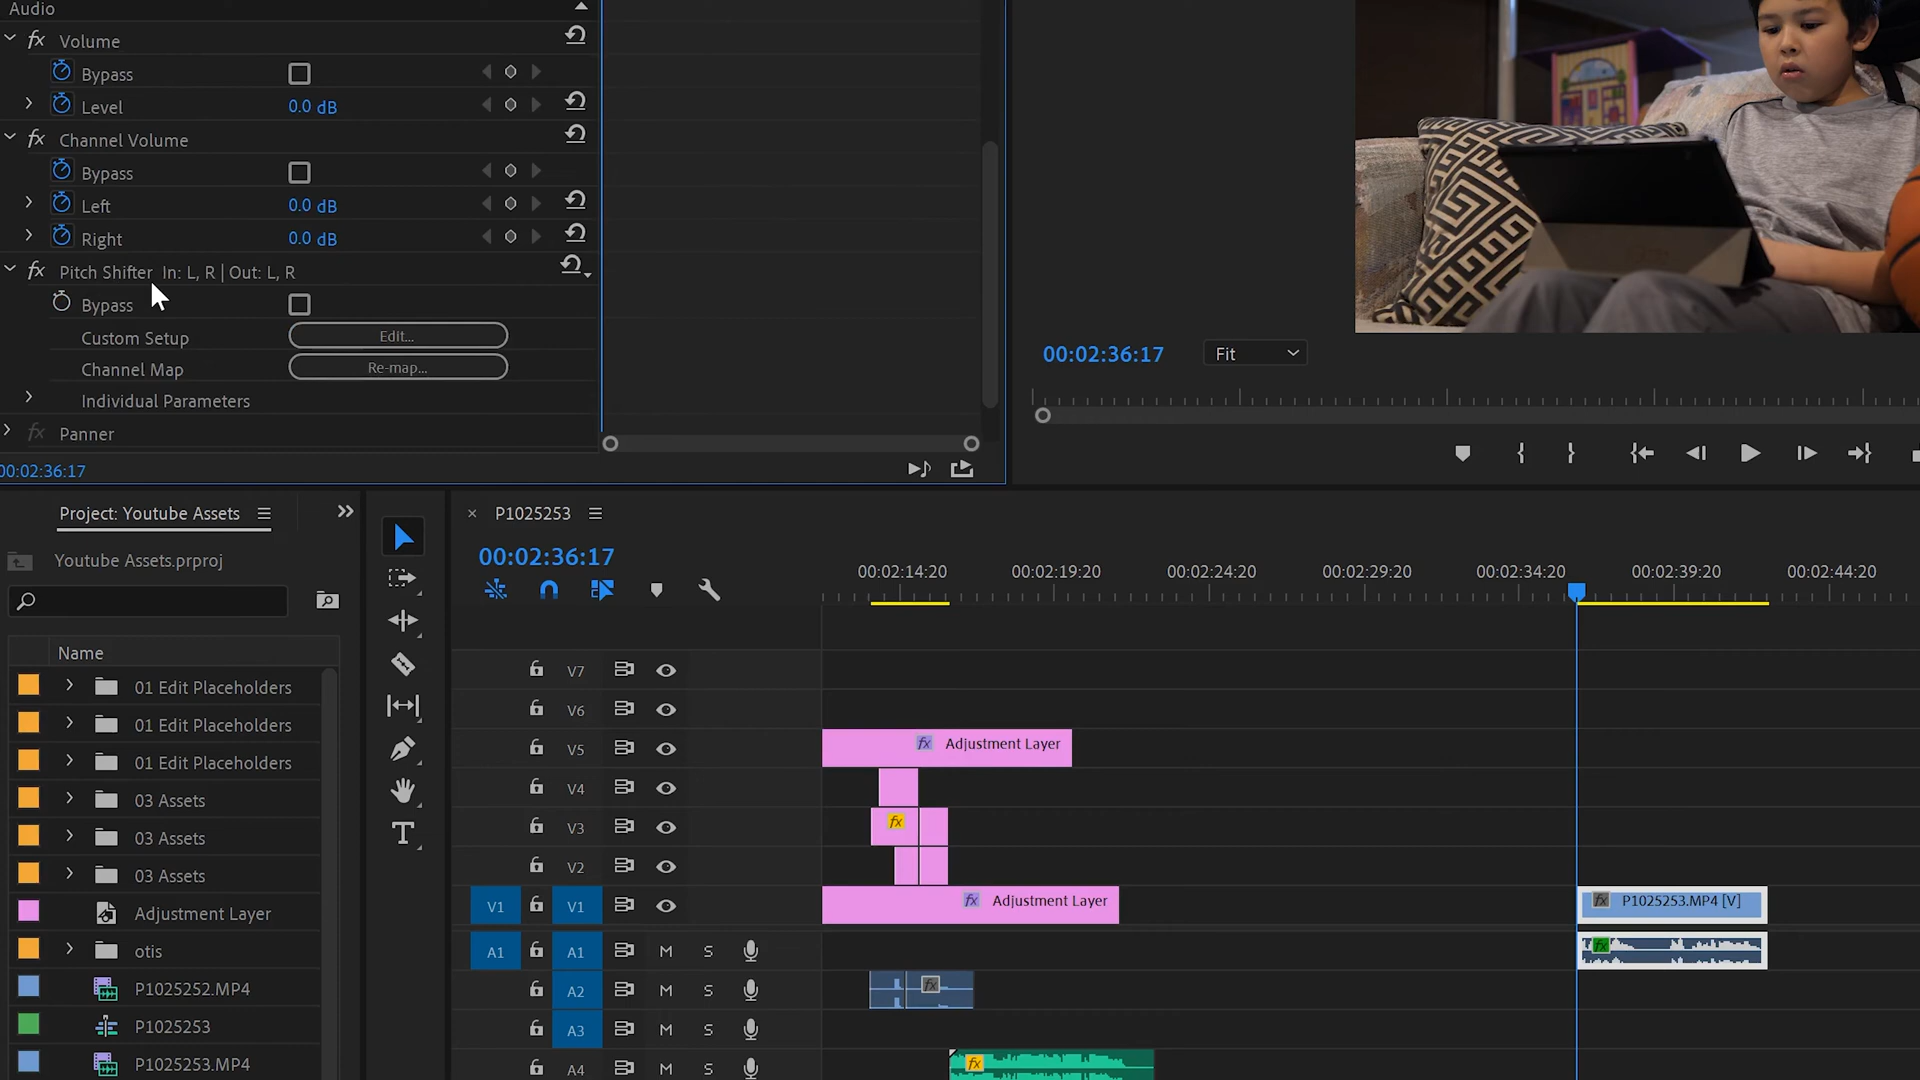 Audio
fx Volume
Bypass
Level 0.0 dB
fx Channel Volume
Bypass
Left 0.0 dB
Right 0.0 dB
fx Pitch Shifter In: L, R | Out: L, R
Bypass
Custom Setup Edit...
Channel Map Re-map...
Individual Parameters
fx Panner
00:02:36:17
00:02:36:17 Fit
Project: Youtube Assets
Youtube Assets.prproj
Name
01 Edit Placeholders
01 Edit Placeholders
01 Edit Placeholders
03 Assets
03 Assets
03 Assets
Adjustment Layer
otis
P1025252.MP4
P1025253
P1025253.MP4
T
P1025253
00:02:36:17
00:02:14:20 00:02:19:20 00:02:24:20 00:02:29:20 00:02:34:20 00:02:39:20 00:02:44:20
V7
V6
V5 fx Adjustment Layer
V4
V3 fx
V2
V1 V1 fx Adjustment Layer fx P1025253.MP4 [V]
A1 A1 M S fx
A2 M S fx
A3 M S
A4 M S fx